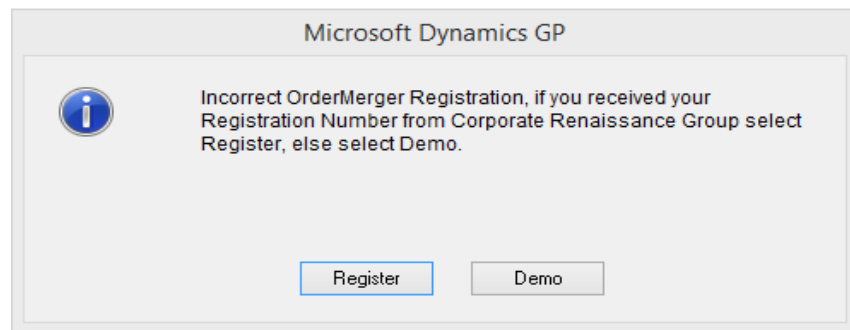 Microsoft Dynamics GP
Incorrect OrderMerger Registration, if you received your
Registration Number from Corporate Renaissance Group select
Register, else select Demo.
Register Demo